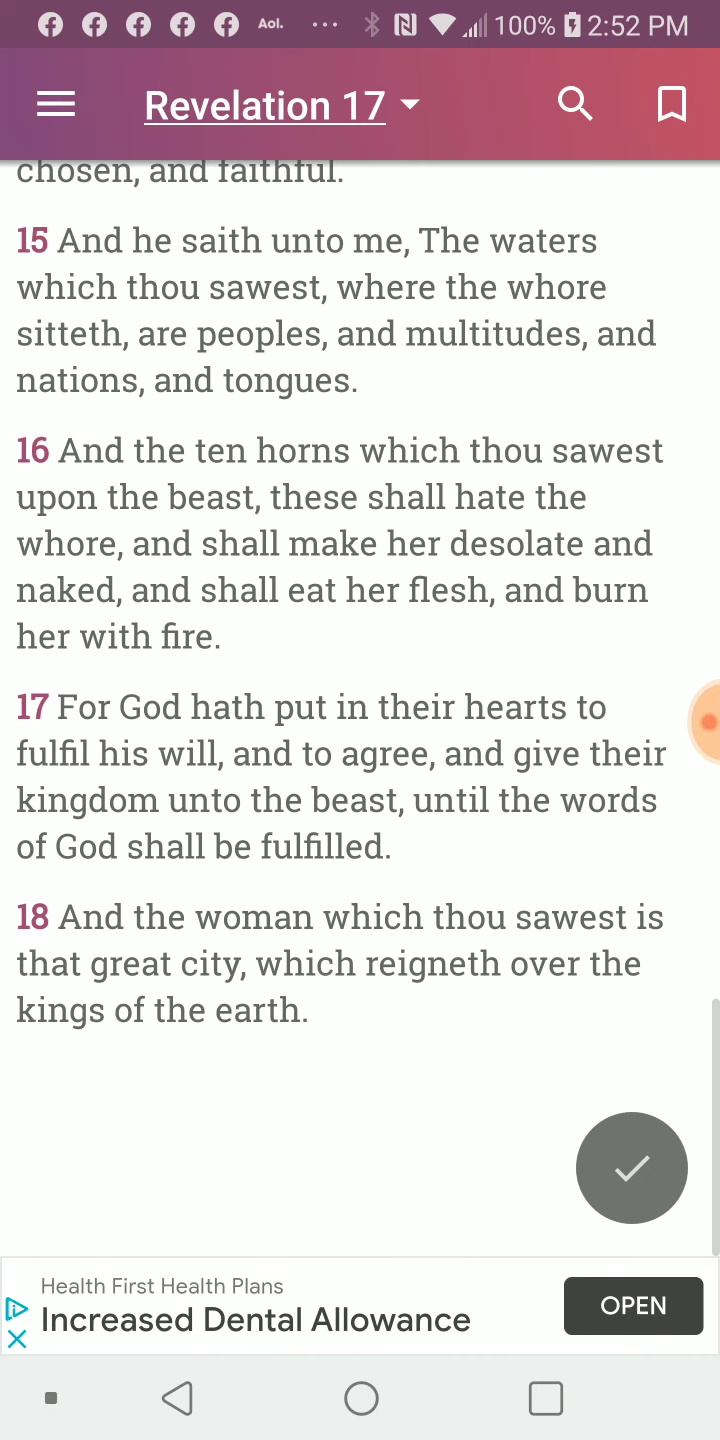 Aol. ... 100% 2:52 PM
Revelation 17
chosen, and faithful.
15 And he saith unto me, The waters
which thou sawest, where the whore
sitteth, are peoples, and multitudes, and
nations, and tongues.
16 And the ten horns which thou sawest
upon the beast, these shall hate the
whore, and shall make her desolate and
naked, and shall eat her flesh, and burn
her with fire.
17 For God hath put in their hearts to
fulfil his will, and to agree, and give their
kingdom unto the beast, until the words
of God shall be fulfilled.
18 And the woman which thou sawest is
that great city, which reigneth over the
kings of the earth.
Health First Health Plans
Increased Dental Allowance
OPEN